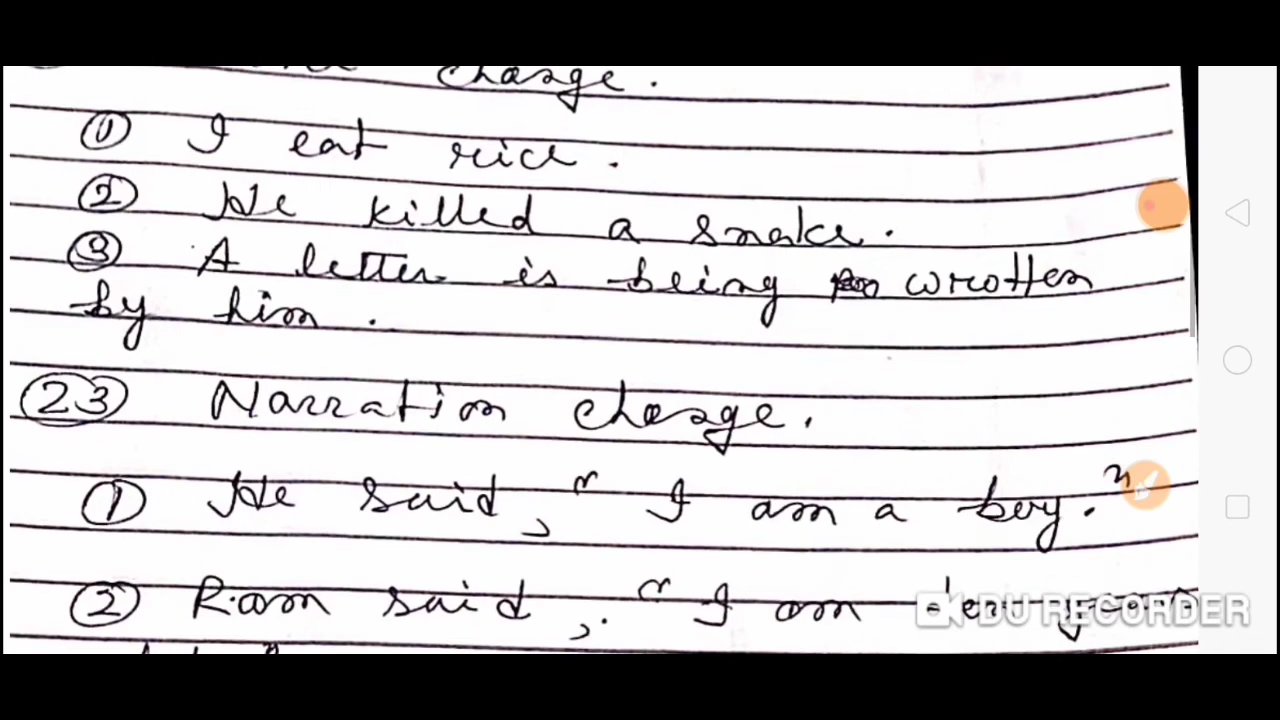 change.
① I eat rice.
② He killed a snake.
③ A letter is being wrotten
by him.
㉓ Narration change.
① He said, "I am a boy."
② Ram said, "I am
DU RECORDER